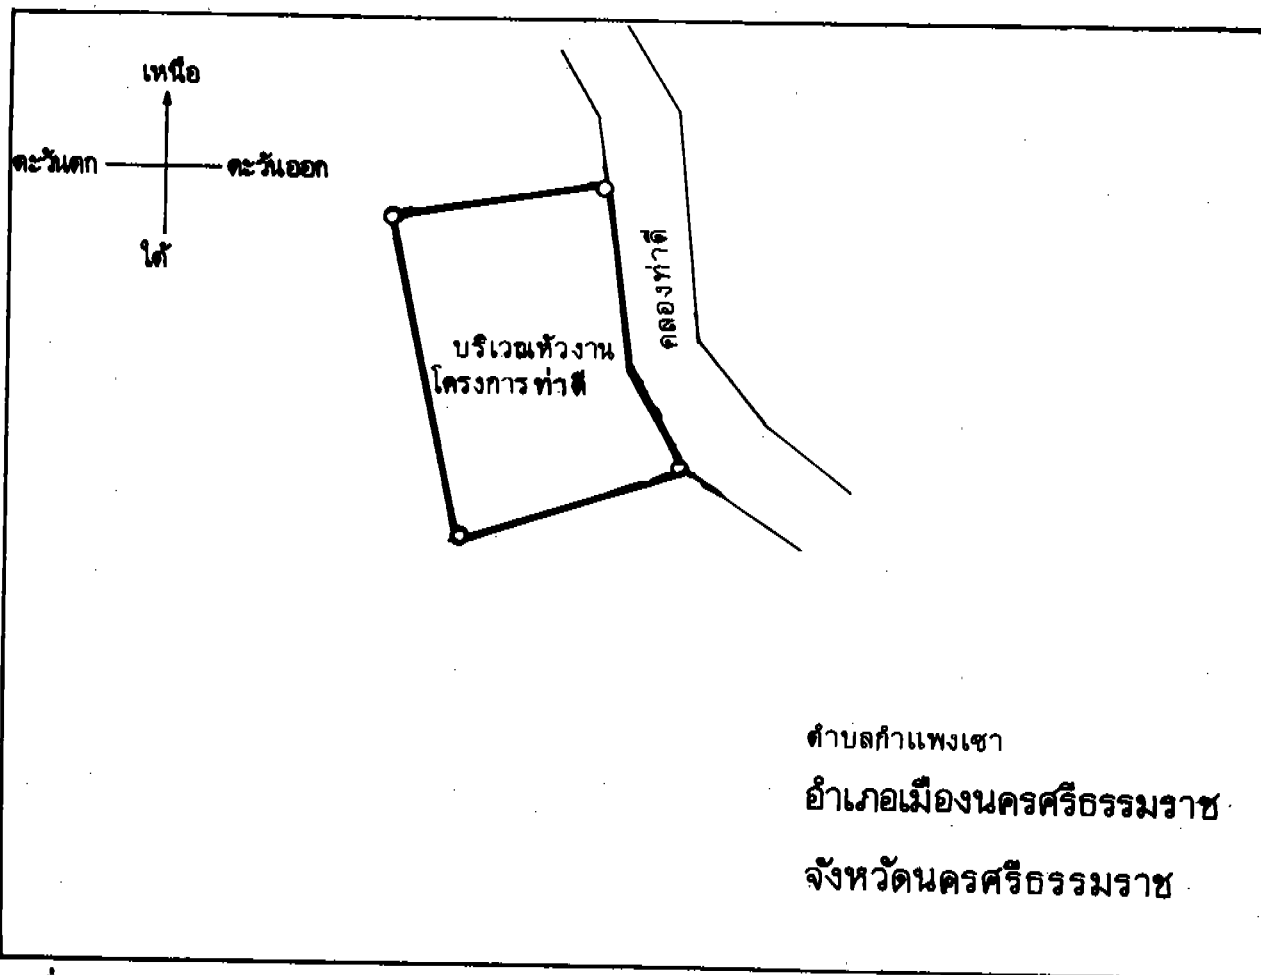 เหนือ
ตะวันตก
ตะวันออก
ใต้
คลองท่าดี
บริเวณหัวงาน
โครงการท่าดี
ตำบลกำแพงเซา
อำเภอเมืองนครศรีธรรมราช
จังหวัดนครศรีธรรมราช